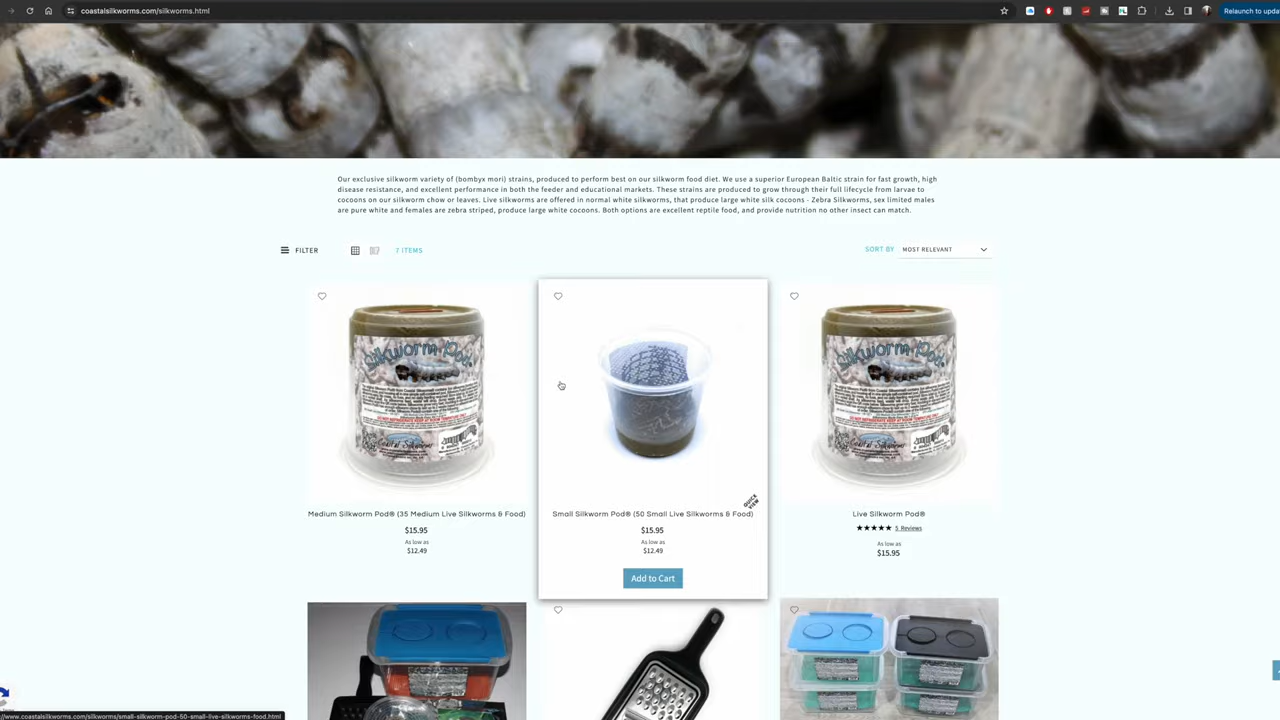 coastalsilkworms.com/silkworms.html
Relaunch to upda
Our exclusive silkworm variety of (bombyx mori) strains, produced to perform best on our silkworm food diet. We use a superior European Baltic strain for fast growth, high
disease resistance, and excellent performance in both the feeder and educational markets. These strains are produced to grow through their full lifecycle from larvae to
cocoons on our silkworm chow or leaves. Live silkworms are offered in normal white silkworms, that produce large white silk cocoons - Zebra Silkworms, sex limited males
are pure white and females are zebra striped, produce large white cocoons. Both options are excellent reptile food, and provide nutrition no other insect can match.
FILTER
7 ITEMS
SORT BY MOST RELEVANT
Silkworm Pod
Silkworm Pod
QUICK VIEW
Medium Silkworm Pod® (35 Medium Live Silkworms & Food)
$15.95
As low as
$12.49
Small Silkworm Pod® (50 Small Live Silkworms & Food)
$15.95
As low as
$12.49
Add to Cart
Live Silkworm Pod®
★★★★★ 5 Reviews
As low as
$15.95
//www.coastalsilkworms.com/silkworms/small-silkworm-pod-50-small-live-silkworms-food.html